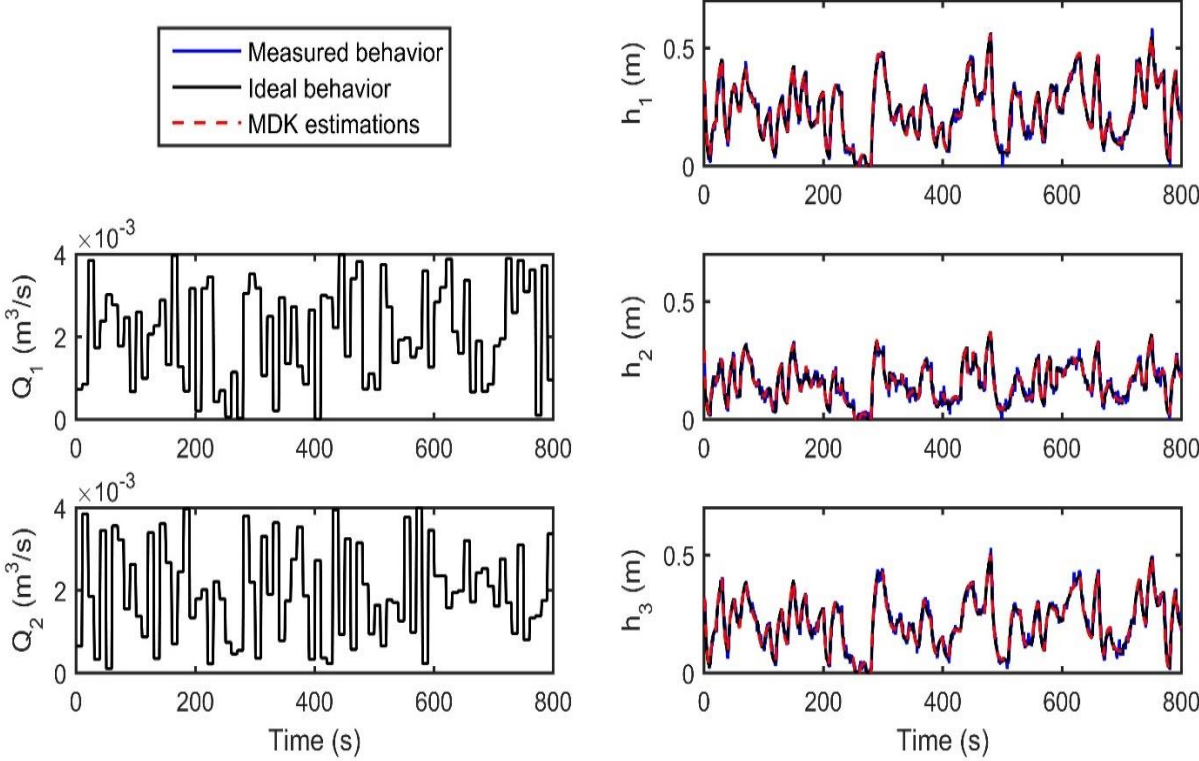 Measured behavior
Ideal behavior
MDK estimations
h₁ (m)
0.5
0
0 200 400 600 800
×10⁻³
Q₁ (m³/s)
4
2
0
0 200 400 600 800
h₂ (m)
0.5
0
0 200 400 600 800
×10⁻³
Q₂ (m³/s)
4
2
0
0 200 400 600 800
Time (s)
h₃ (m)
0.5
0
0 200 400 600 800
Time (s)